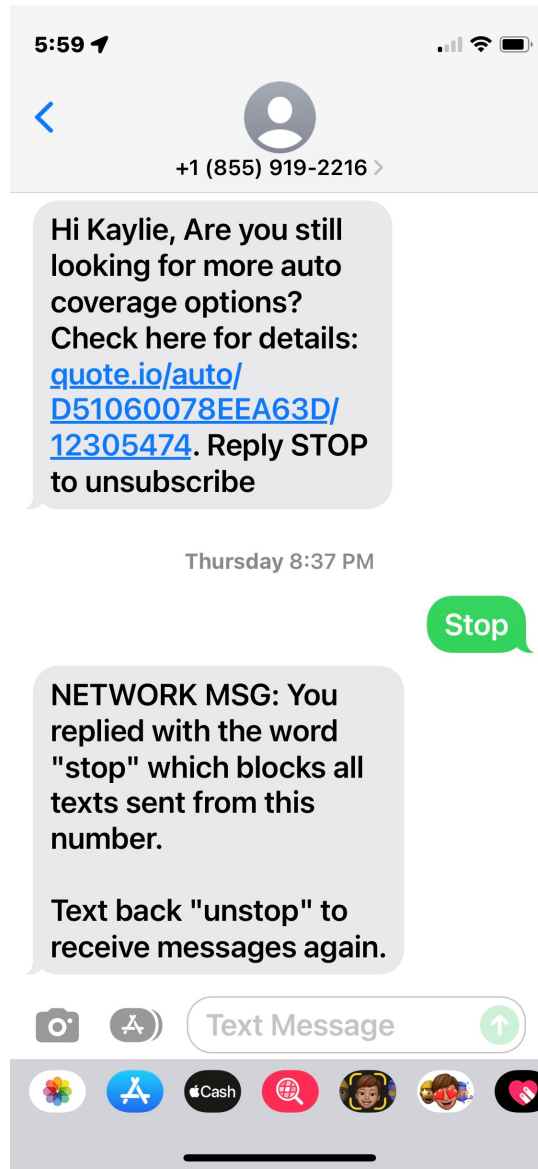 5:59
+1 (855) 919-2216
Hi Kaylie, Are you still
looking for more auto
coverage options?
Check here for details:
quote.io/auto/
D51060078EEA63D/
12305474. Reply STOP
to unsubscribe
Thursday 8:37 PM
Stop
NETWORK MSG: You
replied with the word
"stop" which blocks all
texts sent from this
number.
Text back "unstop" to
receive messages again.
Text Message
Cash